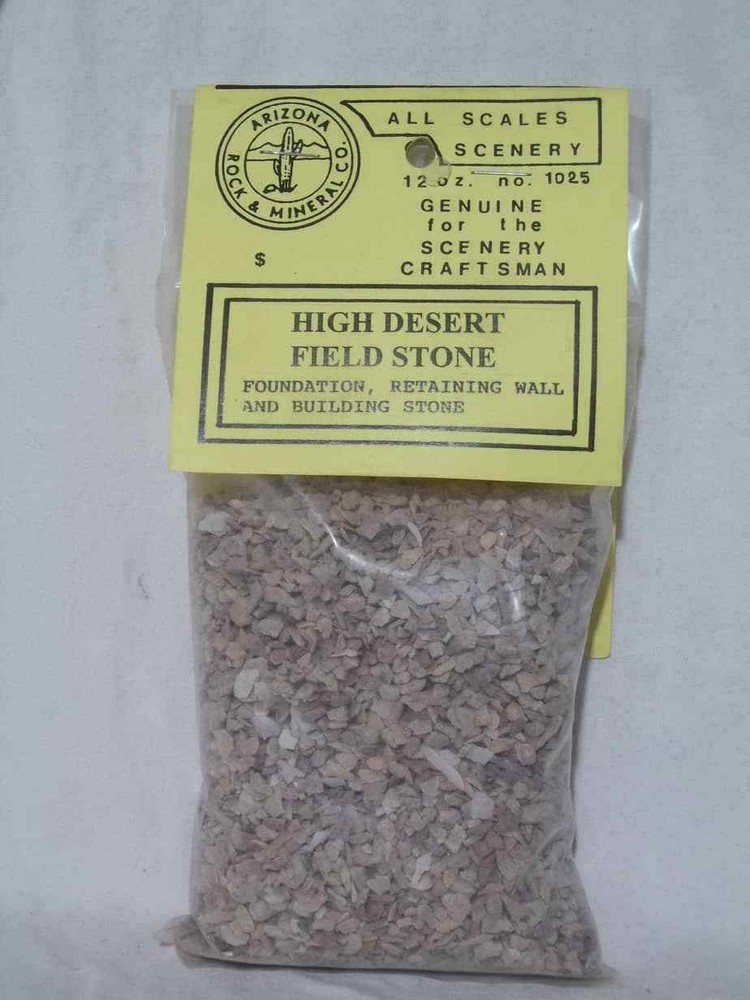 ARIZONA
ROCK & MINERAL CO.
ALL SCALES
SCENERY
12 oz. no. 1025
GENUINE
for the
SCENERY
CRAFTSMAN
$
HIGH DESERT
FIELD STONE
FOUNDATION, RETAINING WALL
AND BUILDING STONE